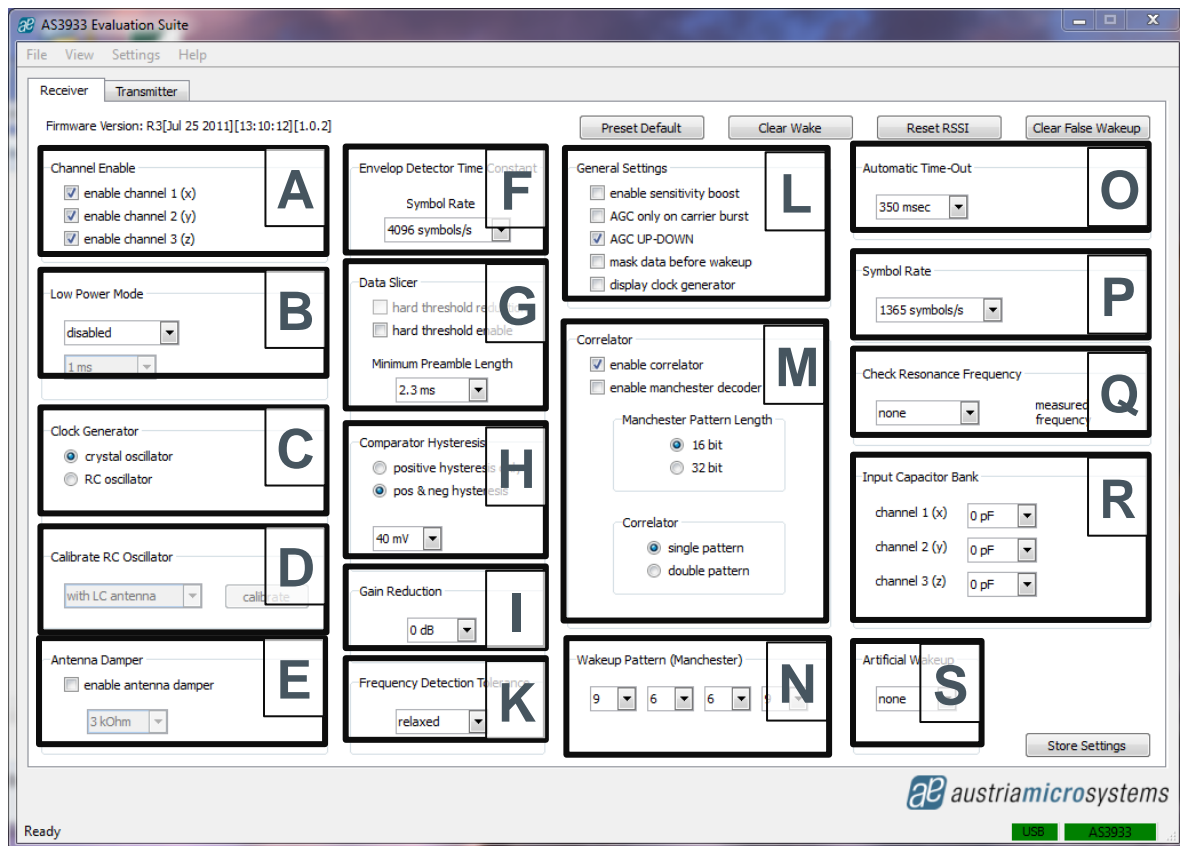 AS3933 Evaluation Suite
File View Settings Help
Receiver Transmitter
Firmware Version: R3[Jul 25 2011][13:10:12][1.0.2]
Preset Default Clear Wake Reset RSSI Clear False Wakeup
Channel Enable
enable channel 1 (x)
enable channel 2 (y)
enable channel 3 (z)
A
Low Power Mode
disabled
1 ms
B
Clock Generator
crystal oscillator
RC oscillator
C
Calibrate RC Oscillator
with LC antenna calibrate
D
Antenna Damper
enable antenna damper
3 kOhm
E
Envelop Detector Time Constant
Symbol Rate
4096 symbols/s
F
Data Slicer
hard threshold
hard threshold enable
Minimum Preamble Length
2.3 ms
G
Comparator Hysteresis
positive hysteresis
pos & neg hysteresis
40 mV
H
Gain Reduction
0 dB
I
Frequency Detection Tolerance
relaxed
K
General Settings
enable sensitivity boost
AGC only on carrier burst
AGC UP-DOWN
mask data before wakeup
display clock generator
L
Correlator
enable correlator
enable manchester decoder
Manchester Pattern Length
16 bit
32 bit
Correlator
single pattern
double pattern
M
Wakeup Pattern (Manchester)
9 6 6 9
N
Automatic Time-Out
350 msec
O
Symbol Rate
1365 symbols/s
P
Check Resonance Frequency
none
measured
frequency
Q
Input Capacitor Bank
channel 1 (x) 0 pF
channel 2 (y) 0 pF
channel 3 (z) 0 pF
R
Artificial Wakeup
none
S
Store Settings
ae austriamicrosystems
Ready
USB AS3933